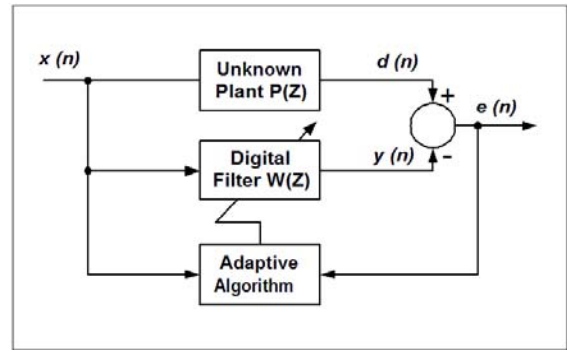 x (n)
Unknown
Plant P(Z)
d (n)
+
e (n)
Digital
Filter W(Z)
y (n)
-
Adaptive
Algorithm